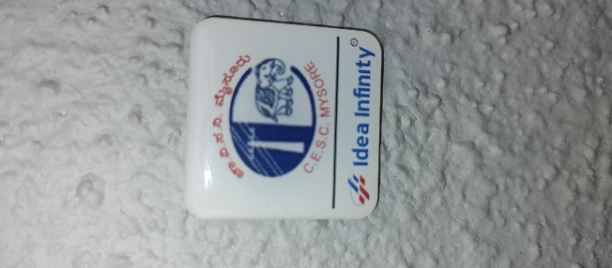 ಚಾ.ವಿ.ಸ.ನಿ. ಮೈಸೂರು
C.E.S.C. MYSORE
Idea Infinity